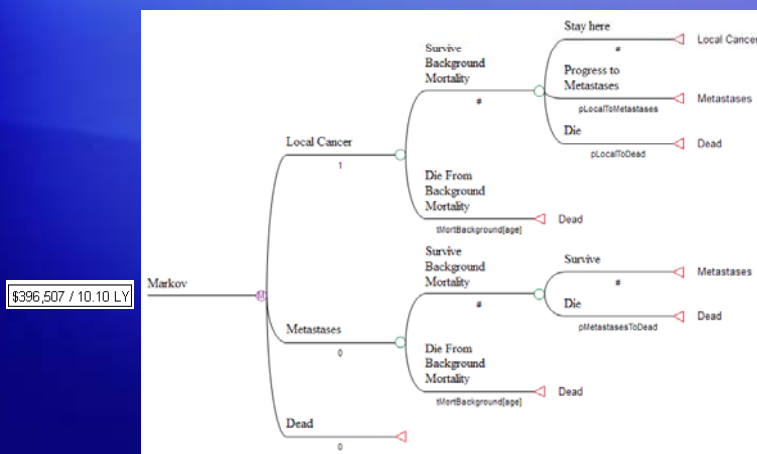 Stay here
#
Local Cancer
Survive
Background
Mortality
#
Progress to
Metastases
pLocalToMetastases
Metastases
Die
pLocalToDead
Dead
Local Cancer
1
Die From
Background
Mortality
tMortBackground[age]
Dead
$396,507 / 10.10 LY
Markov
M
Survive
Background
Mortality
#
Survive
#
Metastases
Die
pMetastasesToDead
Dead
Metastases
0
Die From
Background
Mortality
tMortBackground[age]
Dead
Dead
0